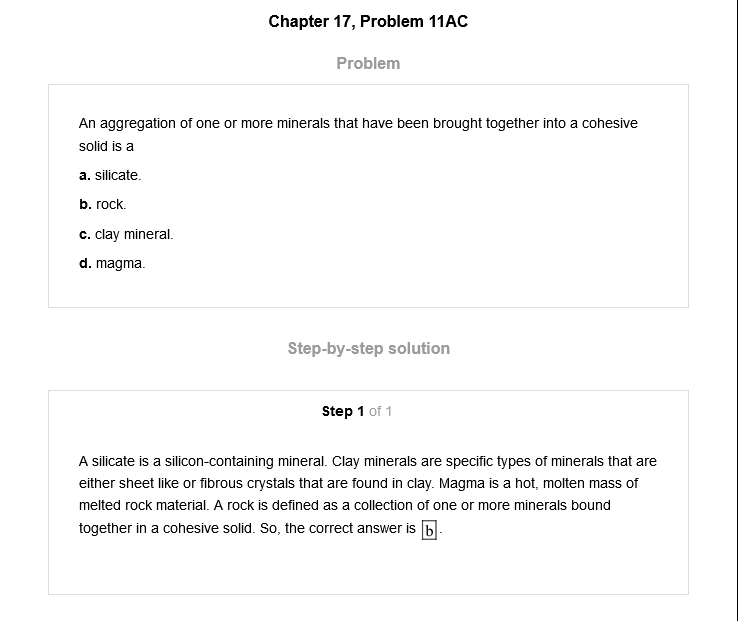 Chapter 17, Problem 11AC
Problem
An aggregation of one or more minerals that have been brought together into a cohesive
solid is a
a. silicate.
b. rock.
c. clay mineral.
d. magma.
Step-by-step solution
Step 1 of 1
A silicate is a silicon-containing mineral. Clay minerals are specific types of minerals that are
either sheet like or fibrous crystals that are found in clay. Magma is a hot, molten mass of
melted rock material. A rock is defined as a collection of one or more minerals bound
together in a cohesive solid. So, the correct answer is b.